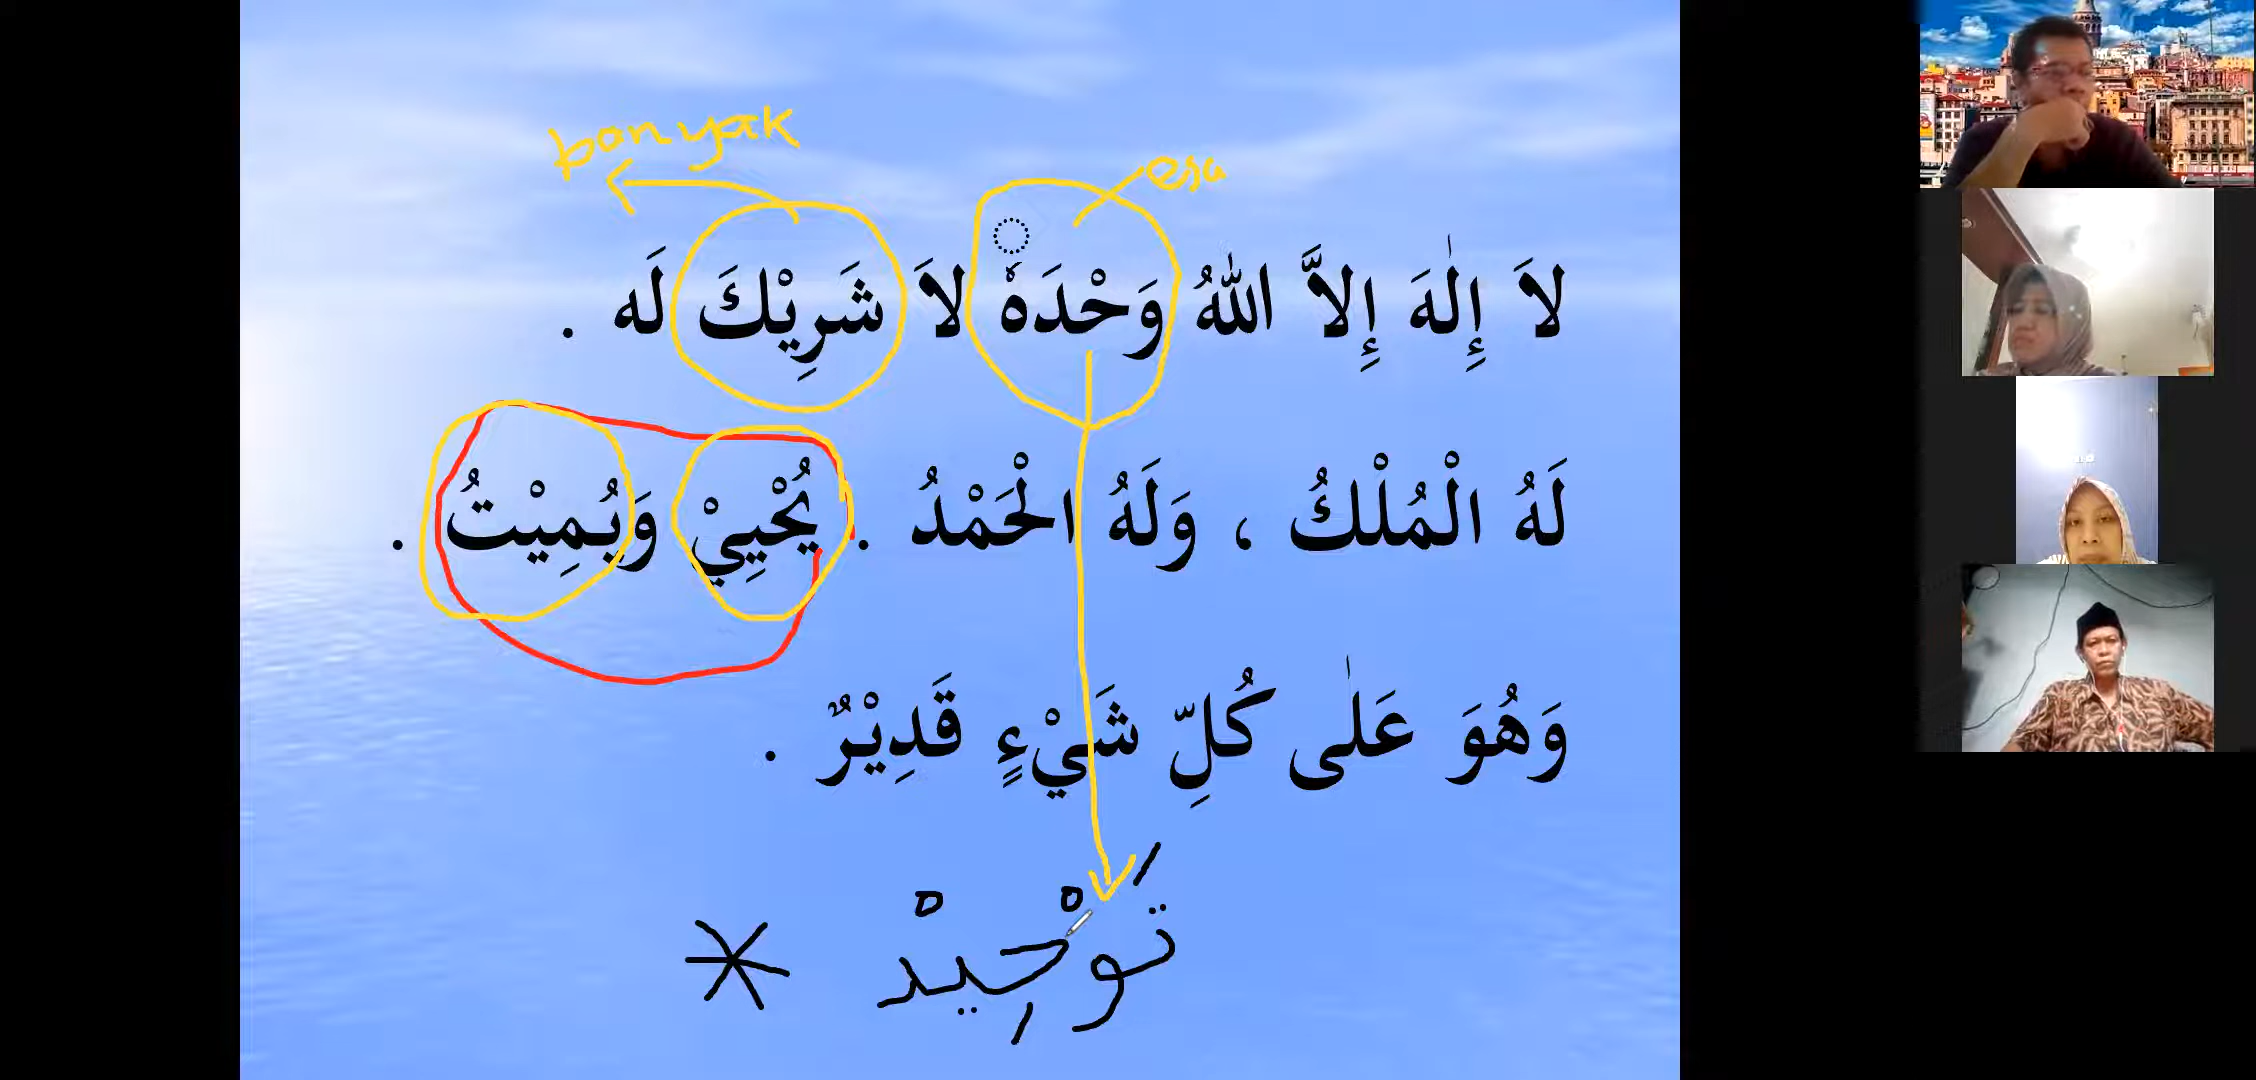 banyak
esa
لاَ إِلٰهَ إِلاَّ اللهُ وَحْدَهٗ لاَ شَرِيْكَ لَه .
لَهُ الْمُلْكُ ، وَلَهُ الْحَمْدُ . يُحْيِيْ وَيُمِيْتُ .
وَهُوَ عَلٰى كُلِّ شَيْءٍ قَدِيْرٌ .
تَوْحِيدْ *